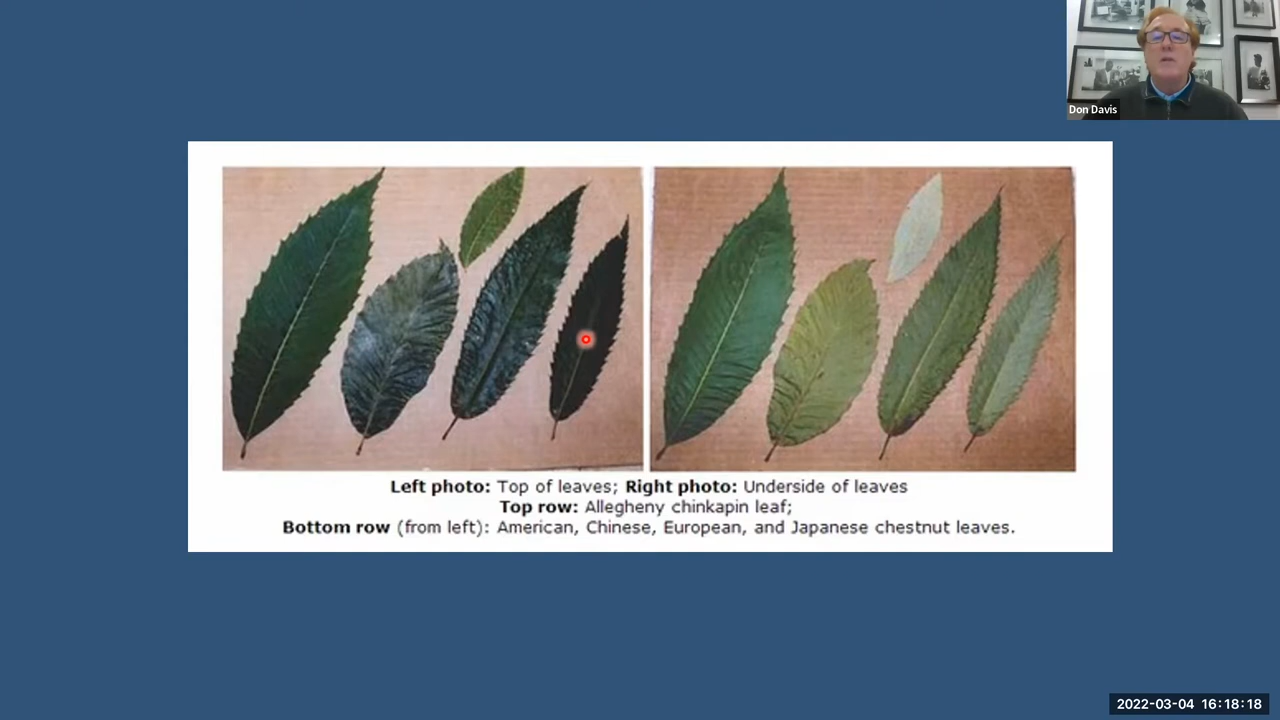 Don Davis
Left photo: Top of leaves; Right photo: Underside of leaves
Top row: Allegheny chinkapin leaf;
Bottom row (from left): American, Chinese, European, and Japanese chestnut leaves.
2022-03-04 16:18:18